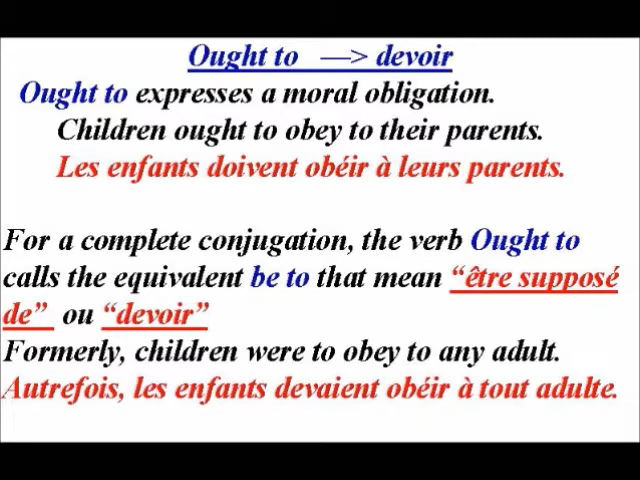 Ought to —> devoir
Ought to expresses a moral obligation.
Children ought to obey to their parents.
Les enfants doivent obéir à leurs parents.
For a complete conjugation, the verb Ought to
calls the equivalent be to that mean “être supposé
de” ou “devoir”
Formerly, children were to obey to any adult.
Autrefois, les enfants devaient obéir à tout adulte.